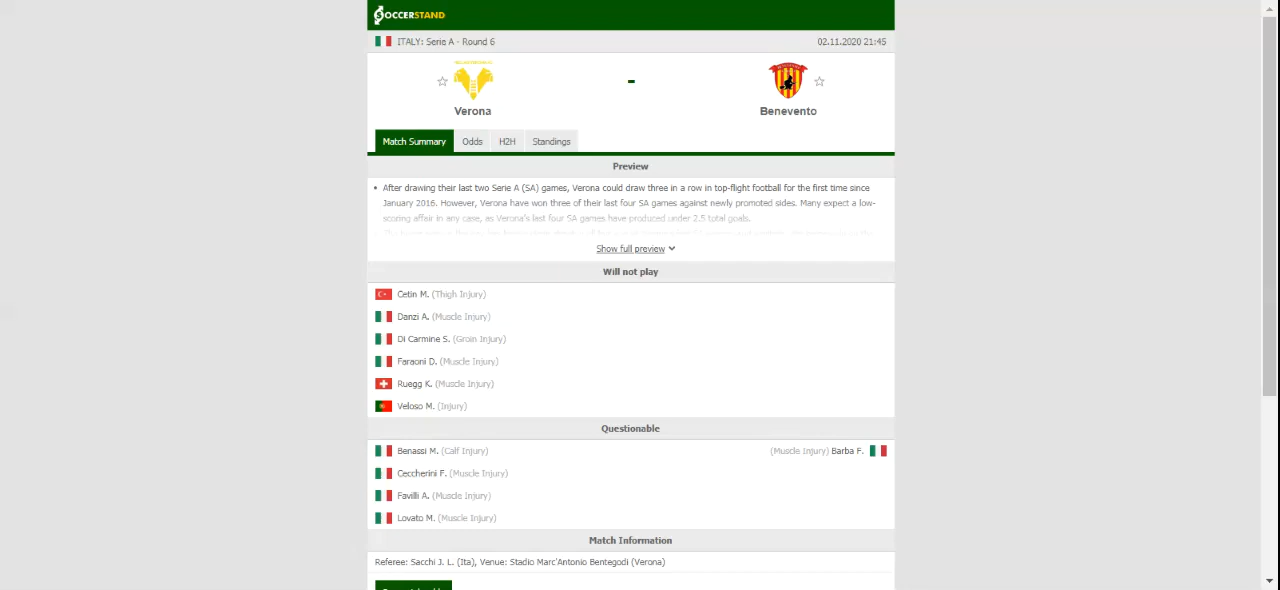 SOCCERSTAND
ITALY: Serie A - Round 6 02.11.2020 21:45
-
Verona Benevento
Match Summary Odds H2H Standings
Preview
• After drawing their last two Serie A (SA) games, Verona could draw three in a row in top-flight football for the first time since
January 2016. However, Verona have won three of their last four SA games against newly promoted sides. Many expect a low-
scoring affair in any case, as Verona's last four SA games have produced under 2.5 total goals.
Show full preview
Will not play
Cetin M. (Thigh Injury)
Danzi A. (Muscle Injury)
Di Carmine S. (Groin Injury)
Faraoni D. (Muscle Injury)
Ruegg K. (Muscle Injury)
Veloso M. (Injury)
Questionable
Benassi M. (Calf Injury) (Muscle Injury) Barba F.
Ceccherini F. (Muscle Injury)
Favilli A. (Muscle Injury)
Lovato M. (Muscle Injury)
Match Information
Referee: Sacchi J. L. (Ita), Venue: Stadio Marc'Antonio Bentegodi (Verona)